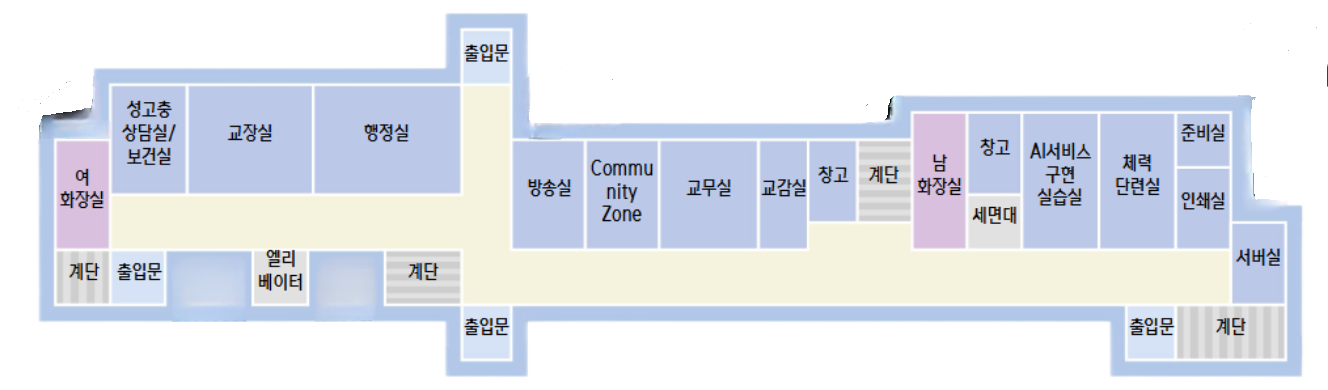 출입문
성고충
상담실/
보건실
교장실
행정실
여
화장실
방송실
Commu
nity
Zone
교무실
교감실
창고
계단
남
화장실
창고
세면대
AI서비스
구현
실습실
체력
단련실
준비실
인쇄실
서버실
계단
출입문
엘리
베이터
계단
출입문
출입문
계단